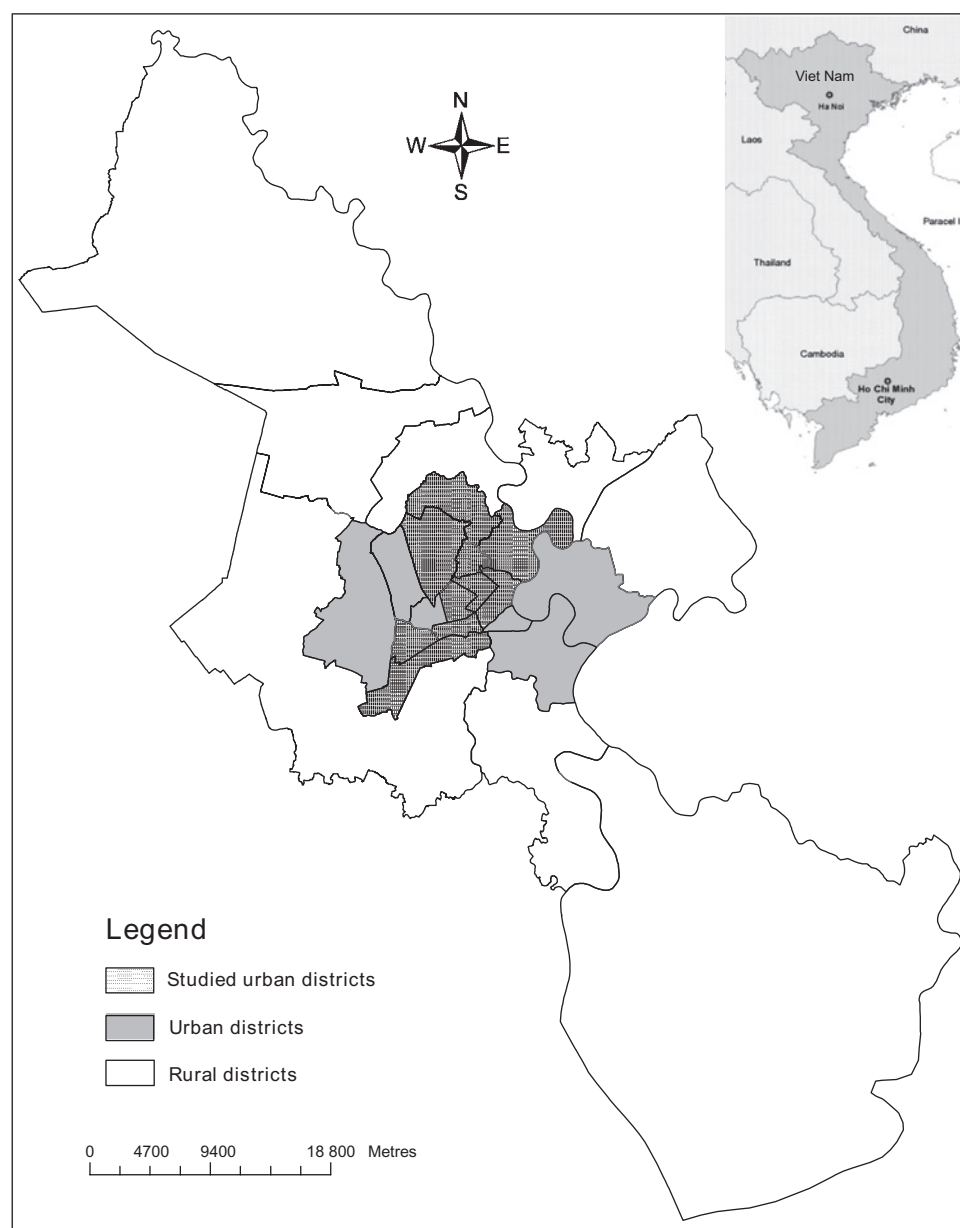 China
Viet Nam
Ha Noi
Laos
Paracel I
Thailand
Cambodia
Ho Chi Minh
City
N
W E
S
Legend
Studied urban districts
Urban districts
Rural districts
0 4700 9400 18 800 Metres